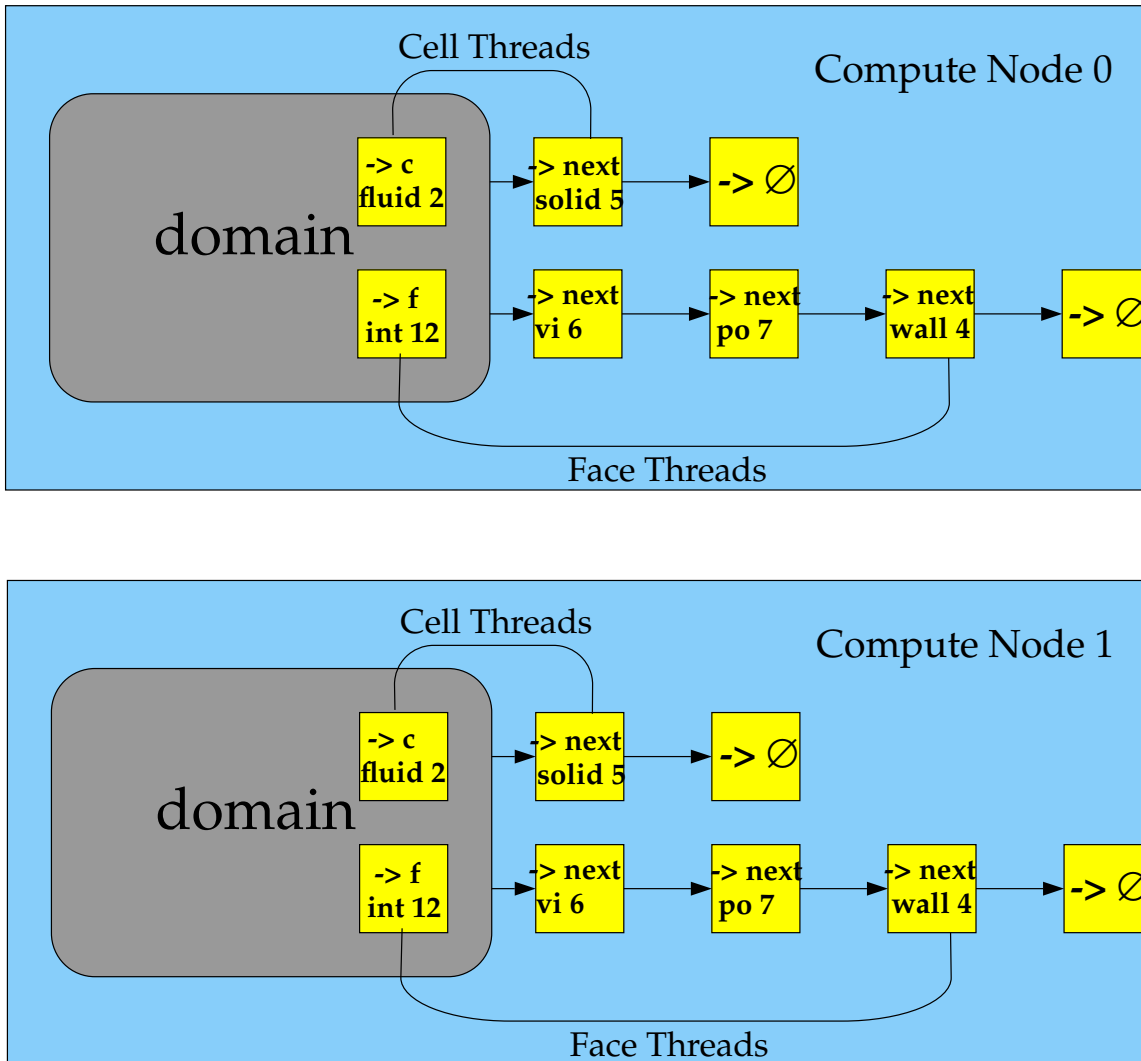 Cell Threads
Compute Node 0
-> c
fluid 2
-> next
solid 5
-> ∅
domain
-> f
int 12
-> next
vi 6
-> next
po 7
-> next
wall 4
-> ∅
Face Threads
Cell Threads
Compute Node 1
-> c
fluid 2
-> next
solid 5
-> ∅
domain
-> f
int 12
-> next
vi 6
-> next
po 7
-> next
wall 4
-> ∅
Face Threads